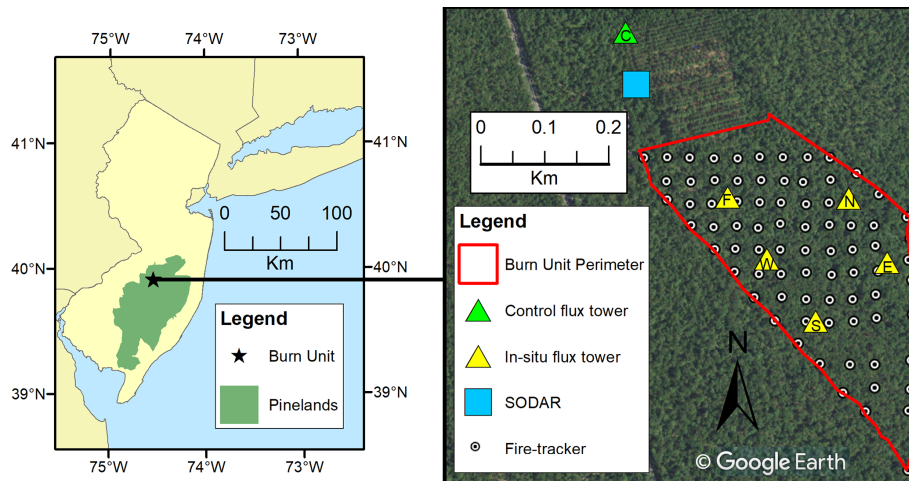 75°W 74°W 73°W
41°N 41°N
0 50 100
Km
40°N 40°N
Legend
Burn Unit
Pinelands
39°N 39°N
75°W 74°W 73°W
C
0 0.1 0.2
Km
Legend
Burn Unit Perimeter
Control flux tower
In-situ flux tower
SODAR
Fire-tracker
F N
W E
S
N
© Google Earth